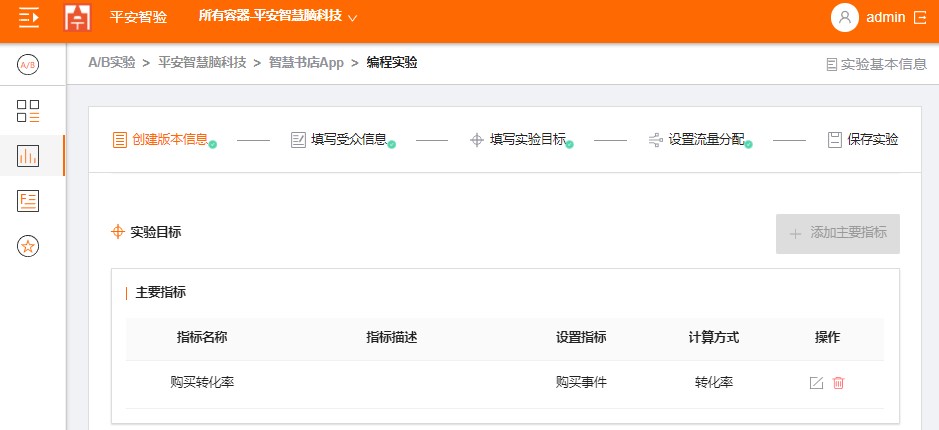 平安智验 所有容器-平安智慧脑科技 admin
A/B
A/B实验 > 平安智慧脑科技 > 智慧书店App > 编程实验 实验基本信息
创建版本信息 填写受众信息 填写实验目标 设置流量分配 保存实验
实验目标 + 添加主要指标
主要指标
指标名称 指标描述 设置指标 计算方式 操作
购买转化率 购买事件 转化率